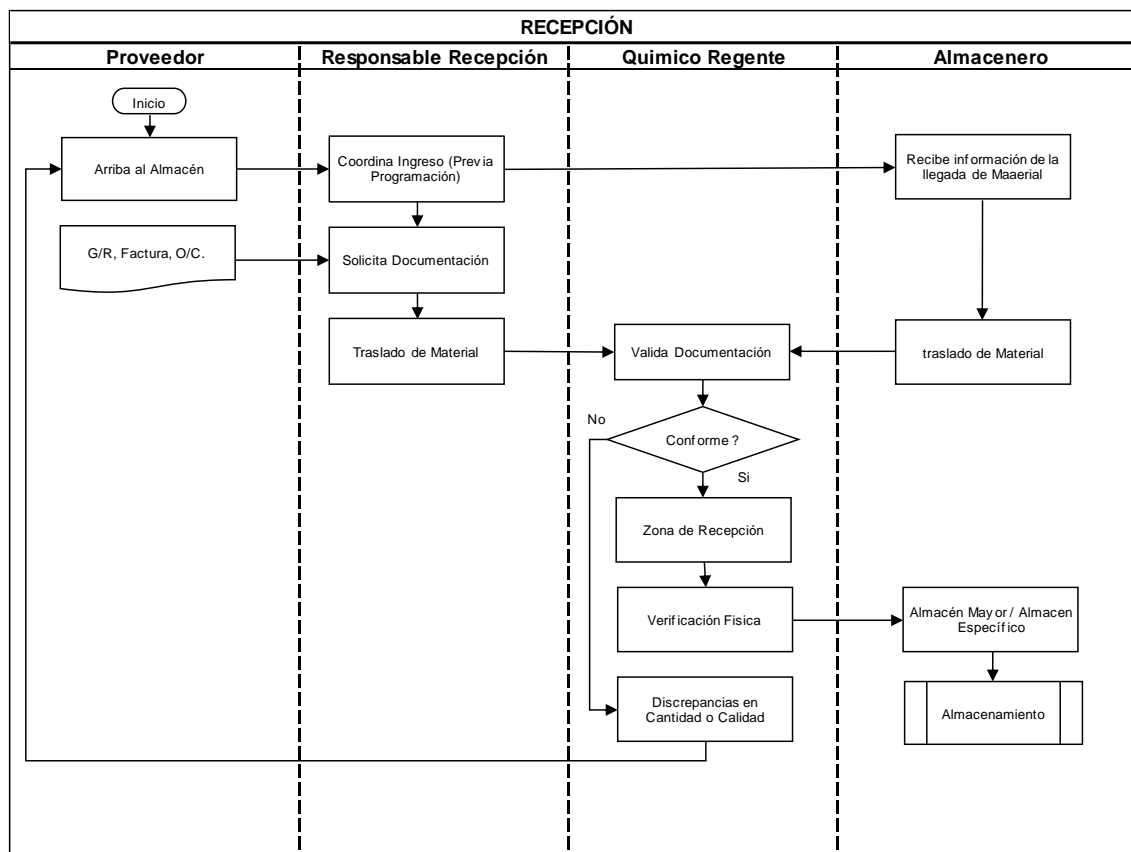 RECEPCIÓN
Proveedor
Responsable Recepción
Quimico Regente
Almacenero
Inicio
Arriba al Almacén
Coordina Ingreso (Previa
Programación)
Recibe información de la
llegada de Maaerial
G/R, Factura, O/C.
Solicita Documentación
Traslado de Material
Valida Documentación
traslado de Material
No
Conforme ?
Si
Zona de Recepción
Verificación Fisica
Almacén Mayor / Almacen
Específico
Discrepancias en
Cantidad o Calidad
Almacenamiento